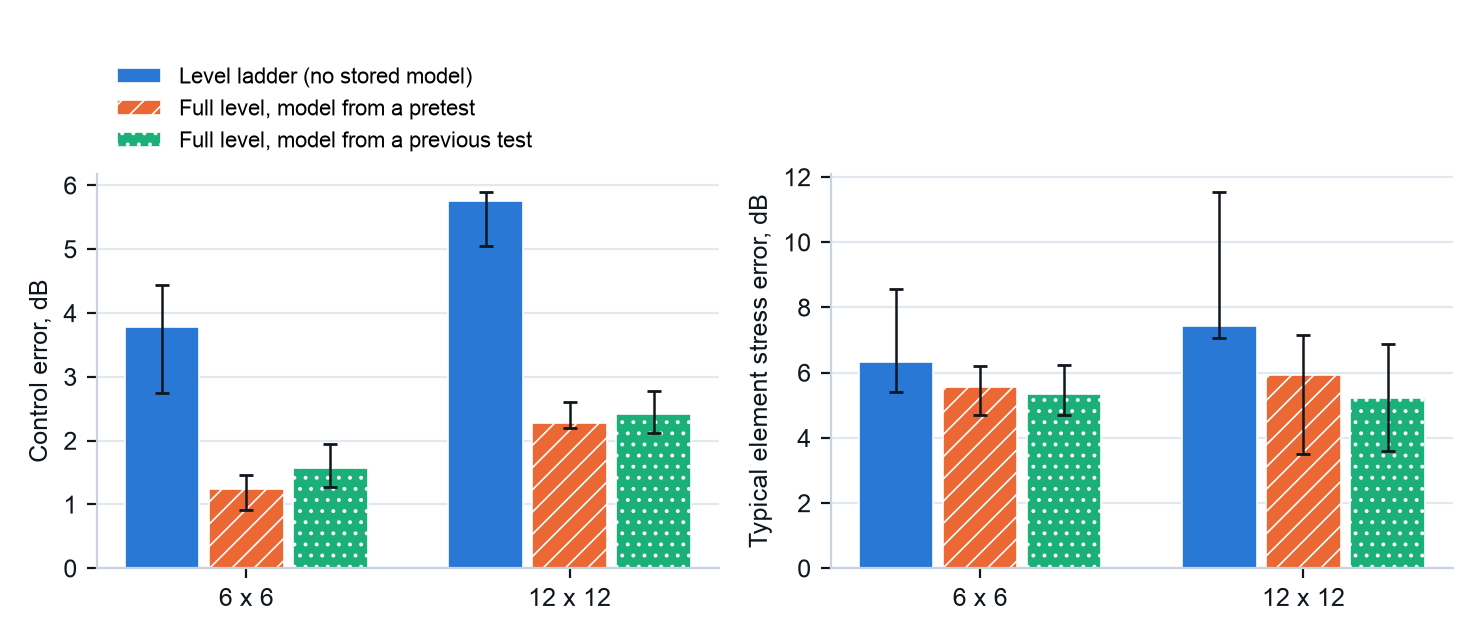 Level ladder (no stored model)
Full level, model from a pretest
Full level, model from a previous test
Control error, dB
6
5
4
3
2
1
0
6 x 6
12 x 12
Typical element stress error, dB
12
10
8
6
4
2
0
6 x 6
12 x 12